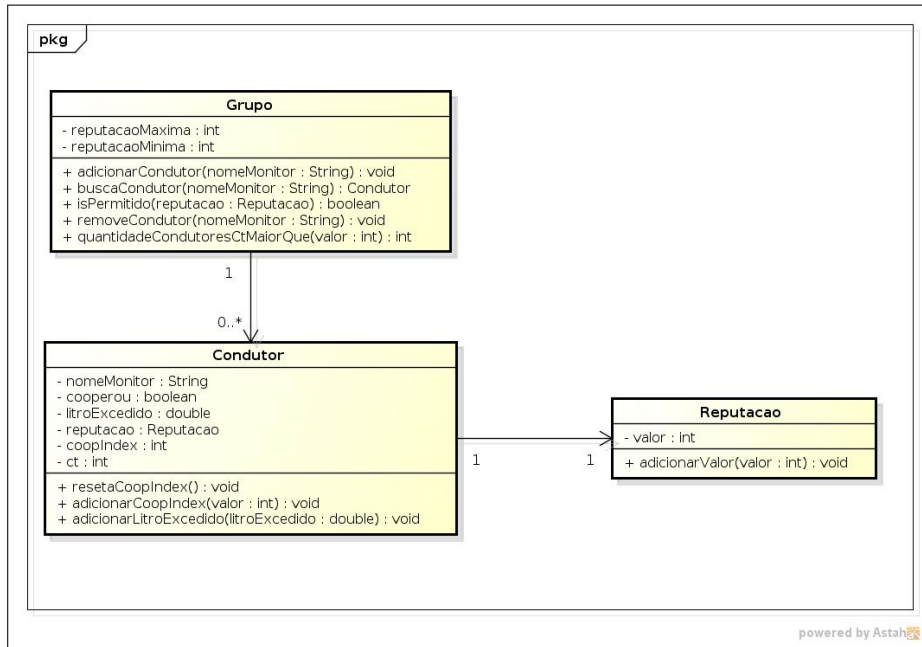 pkg
Grupo
- reputacaoMaxima : int
- reputacaoMinima : int
+ adicionarCondutor(nomeMonitor : String) : void
+ buscaCondutor(nomeMonitor : String) : Condutor
+ isPermitido(reputacao : Reputacao) : boolean
+ removeCondutor(nomeMonitor : String) : void
+ quantidadeCondutoresCtMaiorQue(valor : int) : int
1
0..*
Condutor
- nomeMonitor : String
- cooperou : boolean
- litroExcedido : double
- reputacao : Reputacao
- coopIndex : int
- ct : int
+ resetaCoopIndex() : void
+ adicionarCoopIndex(valor : int) : void
+ adicionarLitroExcedido(litroExcedido : double) : void
1
1
Reputacao
- valor : int
+ adicionarValor(valor : int) : void
powered by Astah